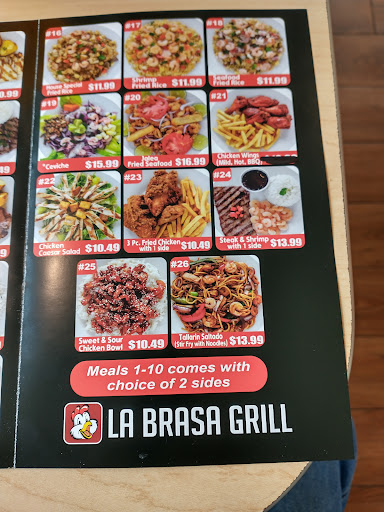 #16
House Special
Fried Rice $11.99
#17
Shrimp
Fried Rice $11.99
#18
Seafood
Fried Rice $11.99
#19
*Ceviche $15.99
#20
Jalea
Fried Seafood $16.99
#21
Chicken Wings
(Mild, Hot, BBQ)
#22
Chicken
Caesar Salad $10.49
#23
3 Pc. Fried Chicken
with 1 side $10.49
#24
Steak & Shrimp
with 1 side $13.99
#25
Sweet & Sour
Chicken Bowl $10.49
#26
Tallarin Saltado
(Stir Fry with Noodles) $13.99
Meals 1-10 comes with
choice of 2 sides
LA BRASA GRILL